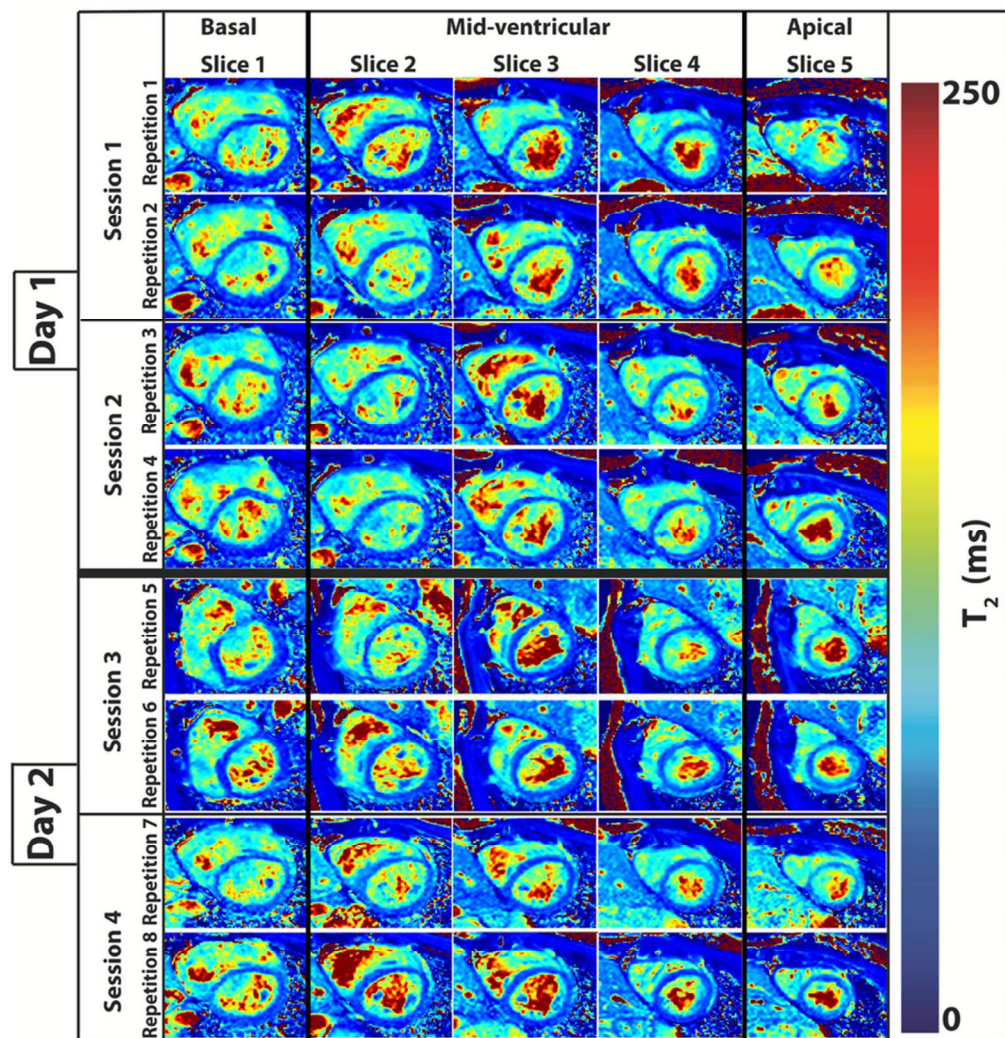 Basal Mid-ventricular Apical
Slice 1 Slice 2 Slice 3 Slice 4 Slice 5
Day 1
Session 1
Repetition 1
Repetition 2
Session 2
Repetition 3
Repetition 4
Day 2
Session 3
Repetition 5
Repetition 6
Session 4
Repetition 7
Repetition 8
250
T₂ (ms)
0